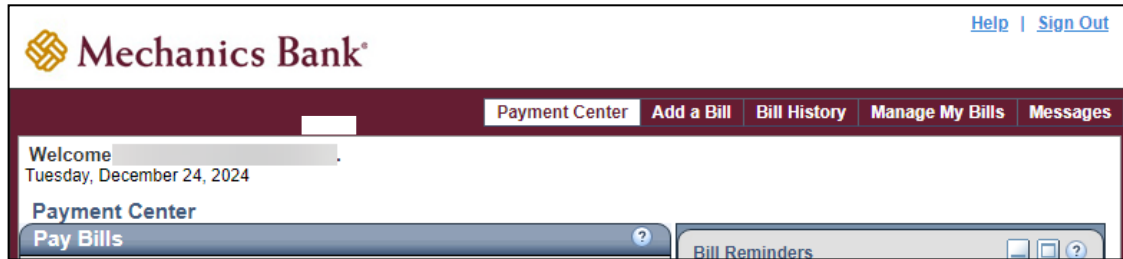 Help | Sign Out
Mechanics Bank®
Payment Center Add a Bill Bill History Manage My Bills Messages
Welcome .
Tuesday, December 24, 2024
Payment Center
Pay Bills ?
Bill Reminders ?